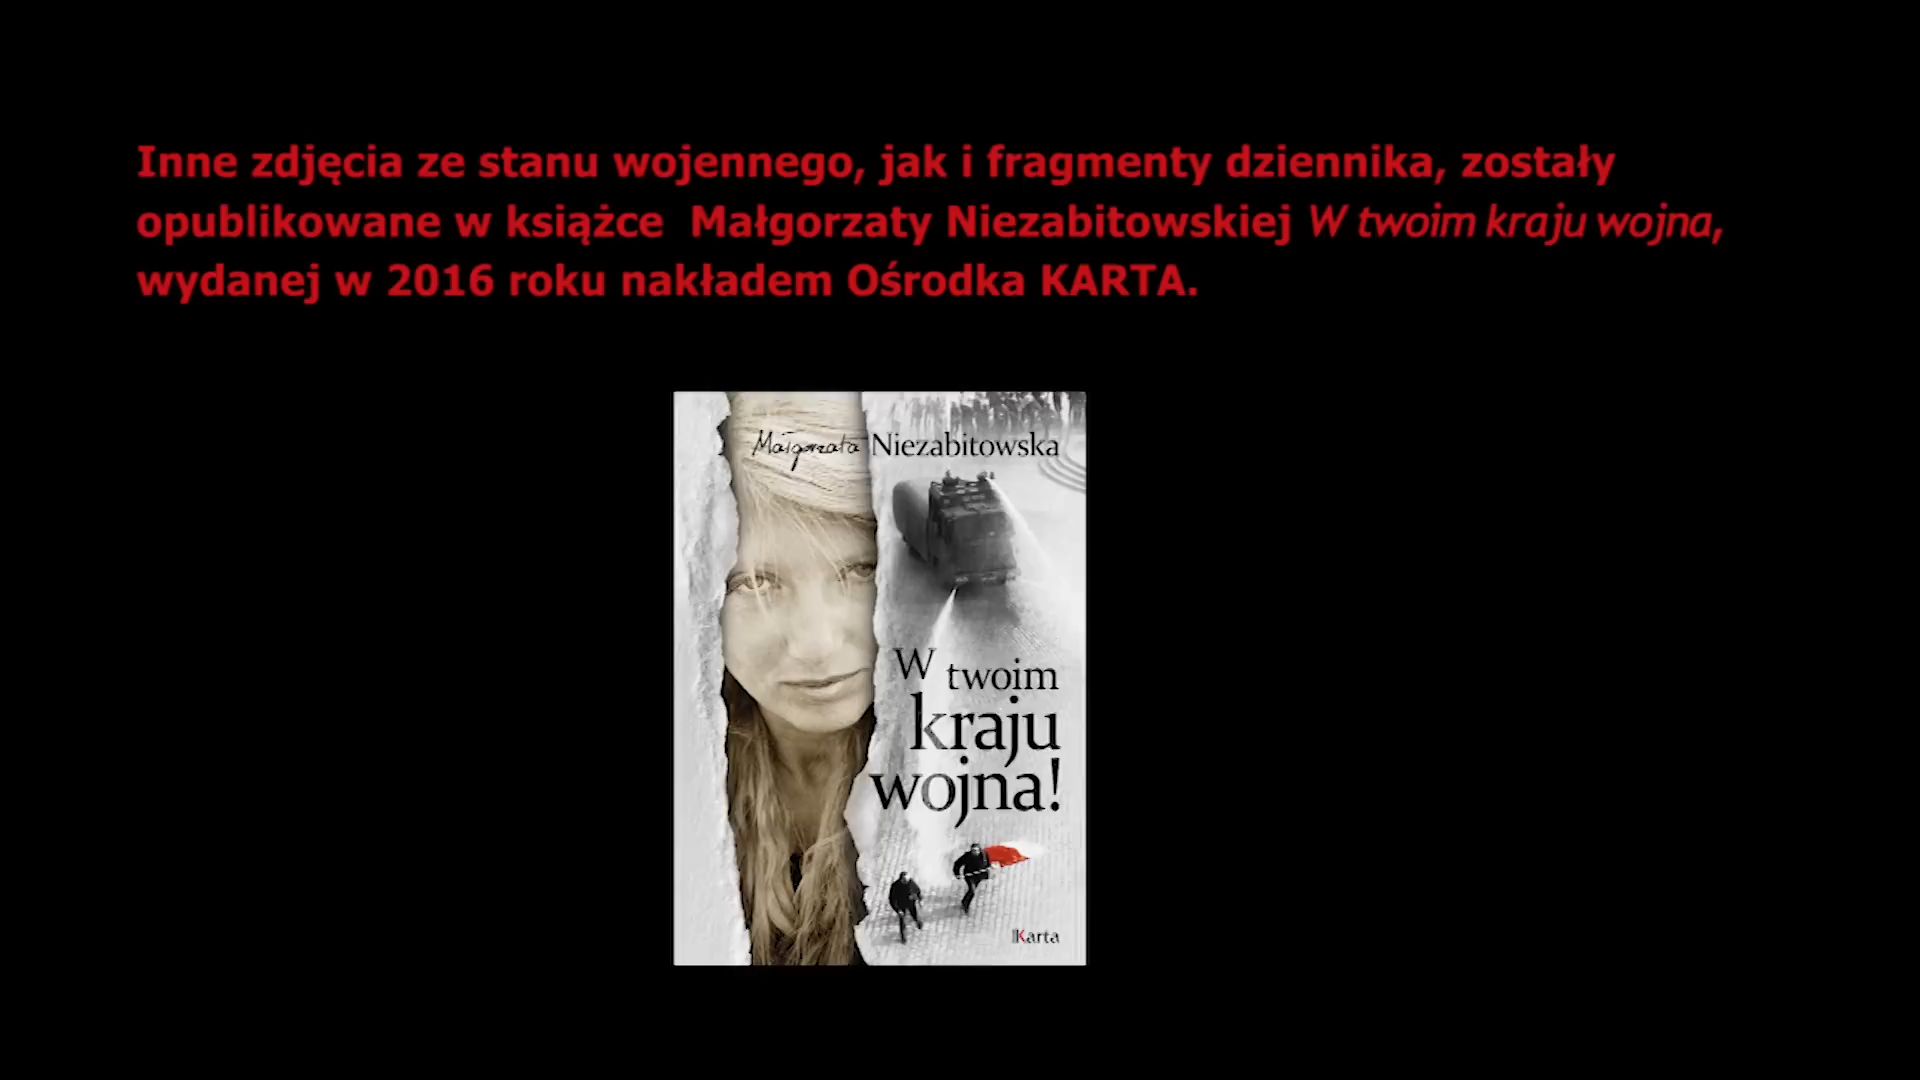 Inne zdjęcia ze stanu wojennego, jak i fragmenty dziennika, zostały
opublikowane w książce  Małgorzaty Niezabitowskiej W twoim kraju wojna,
wydanej w 2016 roku nakładem Ośrodka KARTA.
Małgorzata Niezabitowska
W twoim
kraju
wojna!
Karta